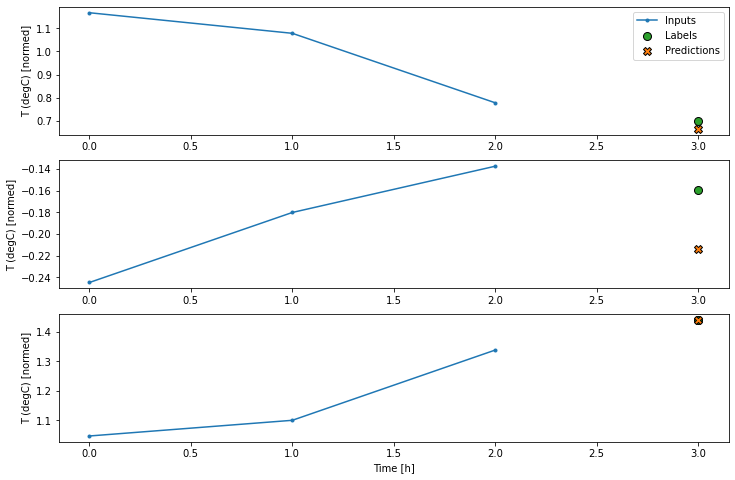 T (degC) [normed]
1.1
1.0
0.9
0.8
0.7
Inputs
Labels
Predictions
0.0 0.5 1.0 1.5 2.0 2.5 3.0
T (degC) [normed]
−0.14
−0.16
−0.18
−0.20
−0.22
−0.24
0.0 0.5 1.0 1.5 2.0 2.5 3.0
T (degC) [normed]
1.4
1.3
1.2
1.1
0.0 0.5 1.0 1.5 2.0 2.5 3.0
Time [h]